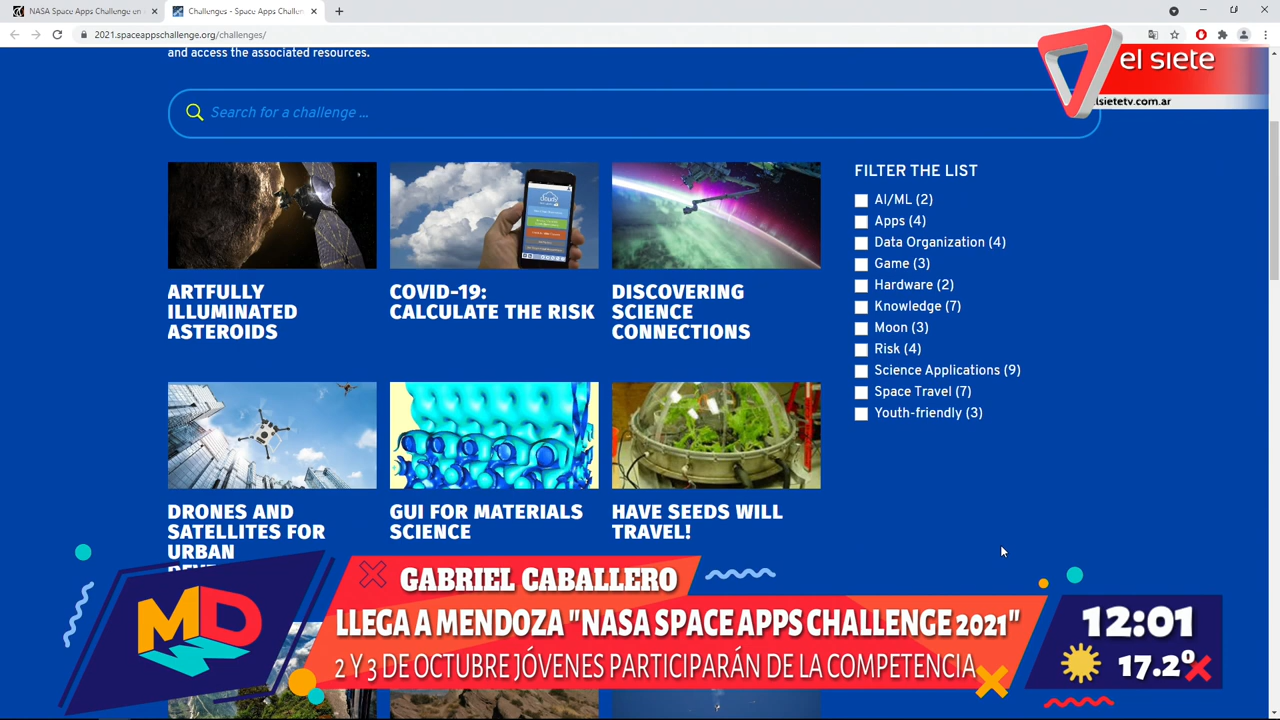 NASA Space Apps Challenge en
Challenges - Space Apps Challen
2021.spaceappschallenge.org/challenges/
el siete
elsietetv.com.ar
and access the associated resources.
Search for a challenge ...
FILTER THE LIST
AI/ML (2)
Apps (4)
Data Organization (4)
Game (3)
Hardware (2)
Knowledge (7)
Moon (3)
Risk (4)
Science Applications (9)
Space Travel (7)
Youth-friendly (3)
ARTFULLY
ILLUMINATED
ASTEROIDS
COVID-19:
CALCULATE THE RISK
DISCOVERING
SCIENCE
CONNECTIONS
DRONES AND
SATELLITES FOR
URBAN
GUI FOR MATERIALS
SCIENCE
HAVE SEEDS WILL
TRAVEL!
MD
GABRIEL CABALLERO
LLEGA A MENDOZA "NASA SPACE APPS CHALLENGE 2021"
2 Y 3 DE OCTUBRE JÓVENES PARTICIPARÁN DE LA COMPETENCIA
12:01
17.2º